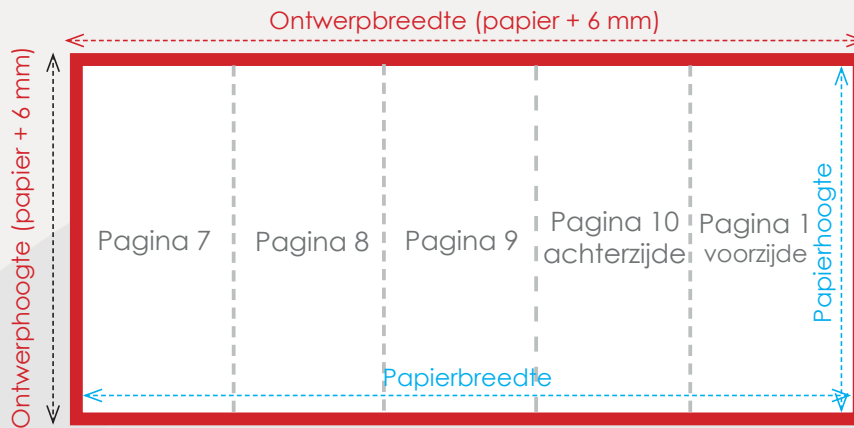 Ontwerpbreedte (papier + 6 mm)
Ontwerphoogte (papier + 6 mm)
Pagina 7
Pagina 8
Pagina 9
Pagina 10
achterzijde
Pagina 1
voorzijde
Papierhoogte
Papierbreedte